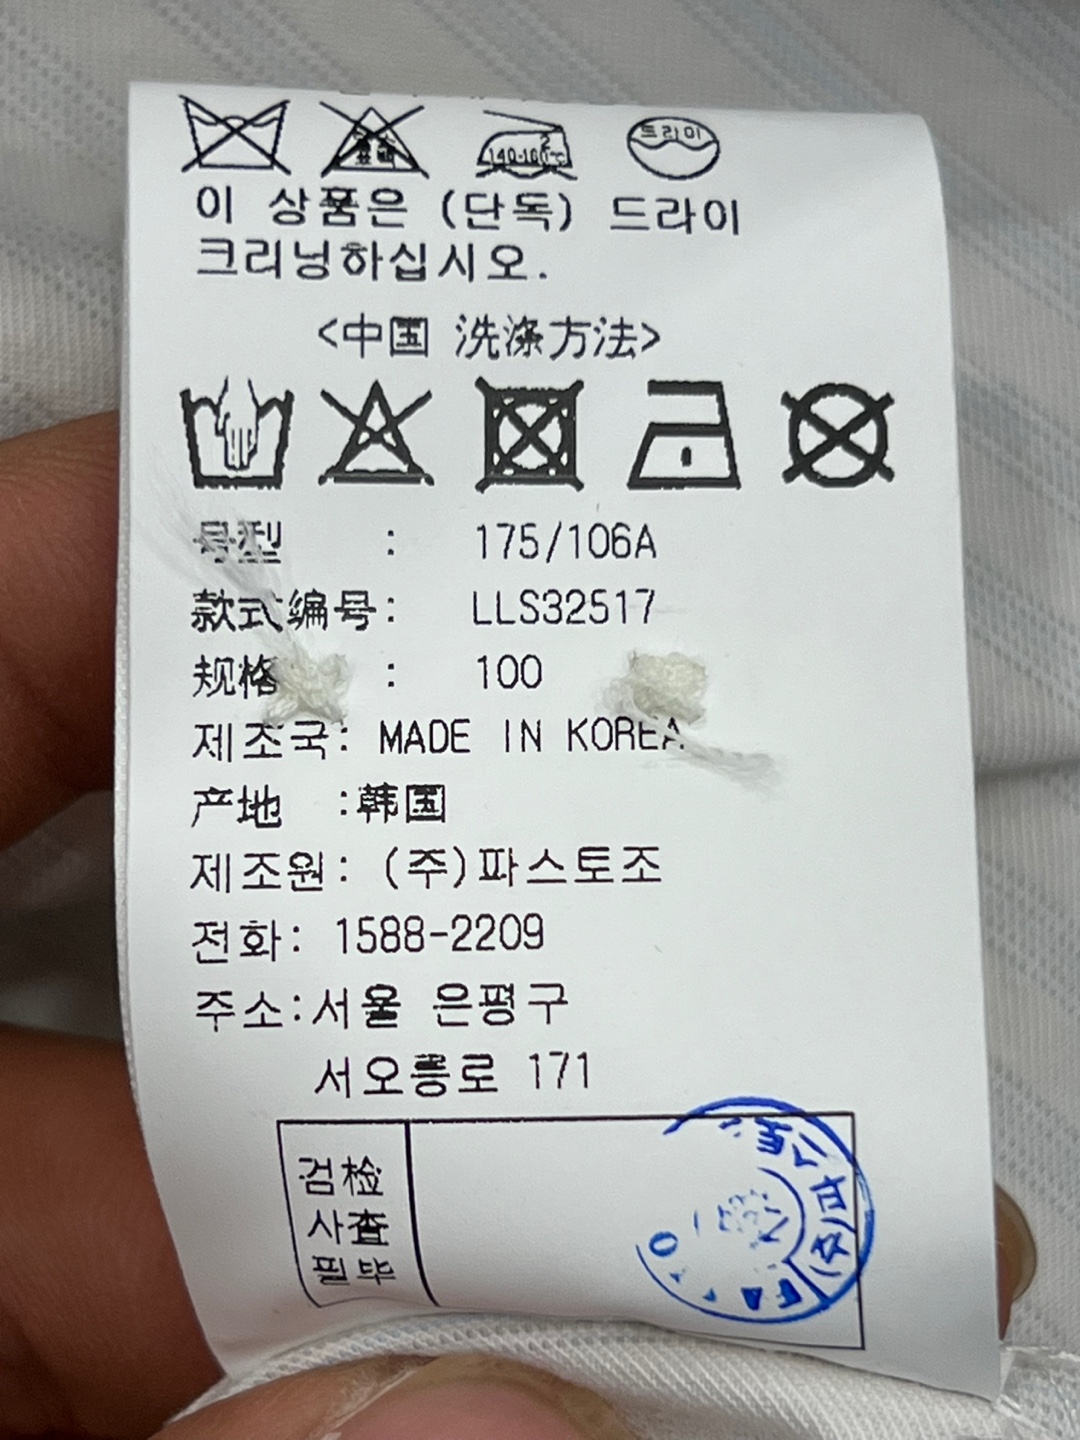 140-160℃ 2 드라이
이 상품은 (단독) 드라이
크리닝하십시오.
<中国 洗涤方法>
号型 : 175/106A
款式编号: LLS32517
规格 : 100
제조국: MADE IN KOREA
产地 :韩国
제조원: (주)파스토조
전화: 1588-2209
주소:서울 은평구
서오릉로 171
검检
사查
필毕